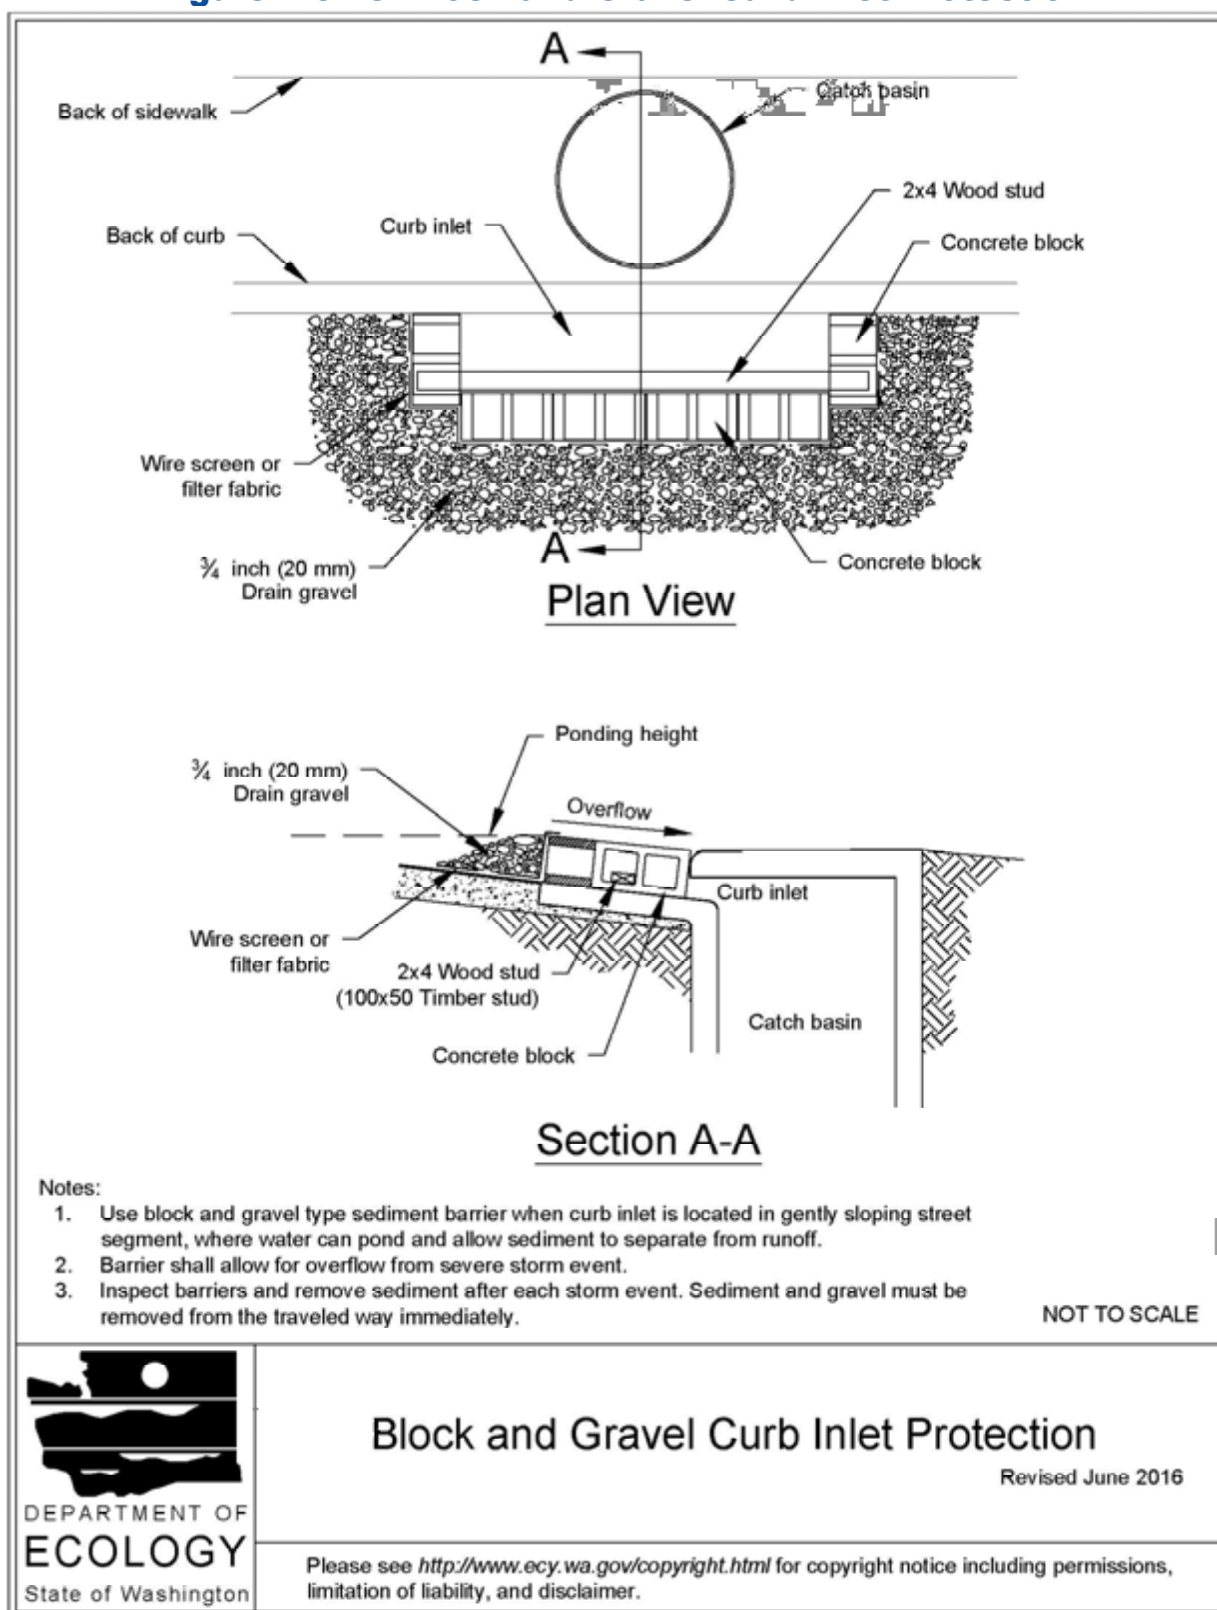 A
Back of sidewalk
Catch basin
2x4 Wood stud
Curb inlet
Back of curb
Concrete block
Wire screen or
filter fabric
A
¾ inch (20 mm)
Drain gravel
Concrete block
Plan View
Ponding height
¾ inch (20 mm)
Drain gravel
Overflow
Curb inlet
Wire screen or
filter fabric
2x4 Wood stud
(100x50 Timber stud)
Catch basin
Concrete block
Section A-A
Notes:
1. Use block and gravel type sediment barrier when curb inlet is located in gently sloping street
segment, where water can pond and allow sediment to separate from runoff.
2. Barrier shall allow for overflow from severe storm event.
3. Inspect barriers and remove sediment after each storm event. Sediment and gravel must be
removed from the traveled way immediately.
NOT TO SCALE
Block and Gravel Curb Inlet Protection
Revised June 2016
DEPARTMENT OF
ECOLOGY
State of Washington
Please see http://www.ecy.wa.gov/copyright.html for copyright notice including permissions,
limitation of liability, and disclaimer.